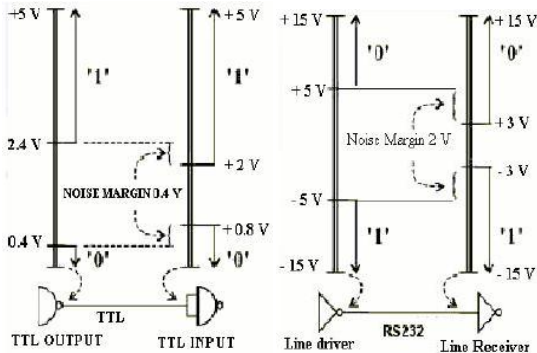 +5 V
+5 V
"1"
"1"
2.4 V
+2 V
NOISE MARGIN 0.4 V
+0.8 V
0.4 V
"0"
"0"
TTL
TTL OUTPUT
TTL INPUT
+15 V
+15 V
'0'
'0'
+5 V
Noise Margin 2 V
+3 V
- 3 V
- 5 V
'1'
'1'
- 15 V
- 15 V
RS232
Line driver
Line Receiver